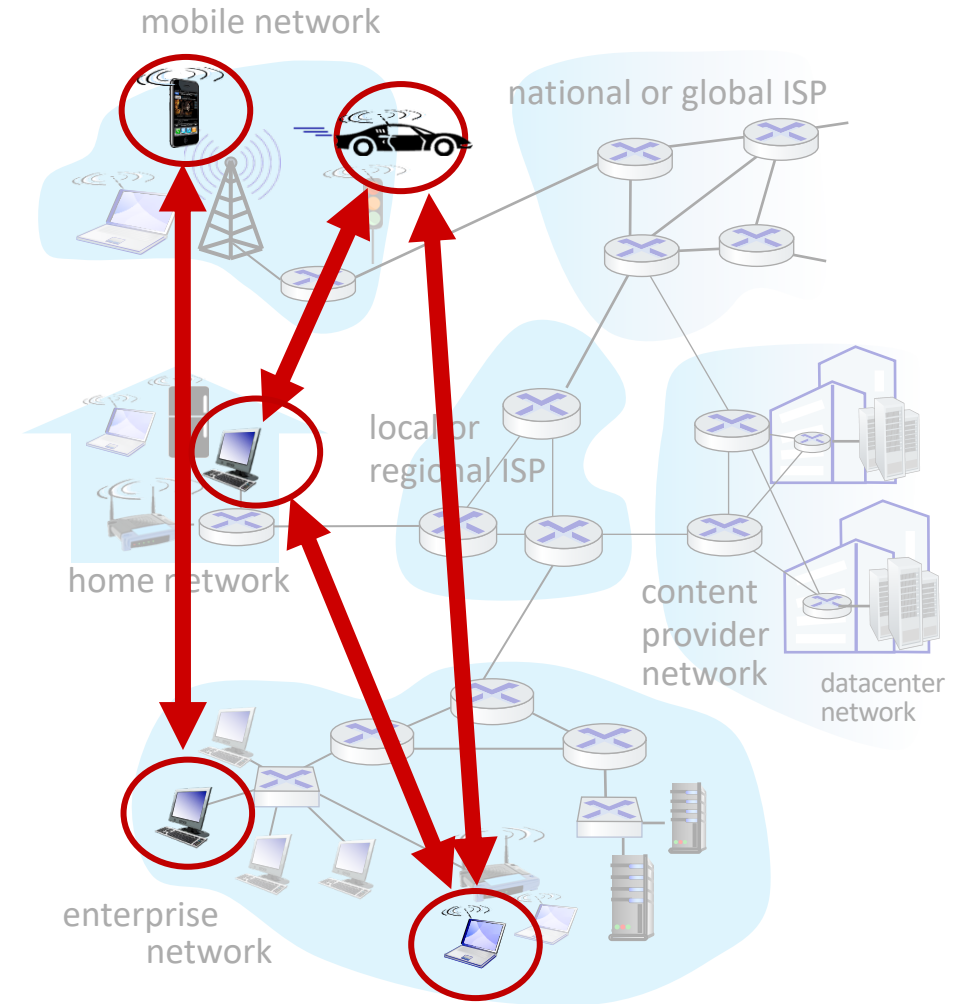 mobile network
national or global ISP
local or
regional ISP
home network
content
provider
network
datacenter
network
enterprise
network